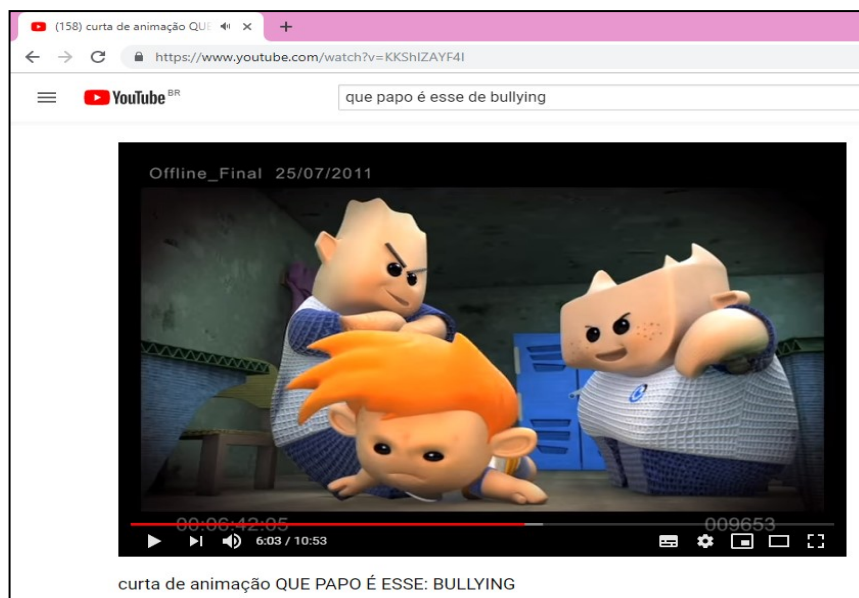 (158) curta de animação QUE
https://www.youtube.com/watch?v=KKShIZAYF4I
YouTube BR
que papo é esse de bullying
Offline_Final 25/07/2011
00:06:42:05
009653
6:03 / 10:53
curta de animação QUE PAPO É ESSE: BULLYING